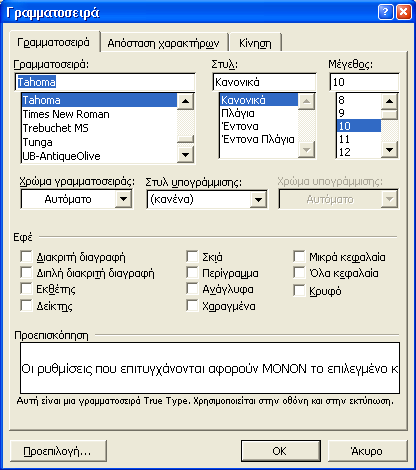 Γραμματοσειρά
Γραμματοσειρά Απόσταση χαρακτήρων Κίνηση
Γραμματοσειρά: Στυλ: Μέγεθος:
Tahoma Κανονικά 10
Tahoma Κανονικά 8
Times New Roman Πλάγια 9
Trebuchet MS Έντονα 10
Tunga Έντονα Πλάγια 11
UB-AntiqueOlive 12
Χρώμα γραμματοσειράς: Στυλ υπογράμμισης: Χρώμα υπογράμμισης:
Αυτόματο (κανένα) Αυτόματο
Εφέ
Διακριτή διαγραφή Σκιά Μικρά κεφαλαία
Διπλή διακριτή διαγραφή Περίγραμμα Όλα κεφαλαία
Εκθέτης Ανάγλυφα Κρυφό
Δείκτης Χαραγμένα
Προεπισκόπηση
Οι ρυθμίσεις που επιτυγχάνονται αφορούν ΜΟΝΟΝ το επιλεγμένο κ
Αυτή είναι μια γραμματοσειρά True Type. Χρησιμοποιείται στην οθόνη και στην εκτύπωση.
Προεπιλογή... OK Άκυρο